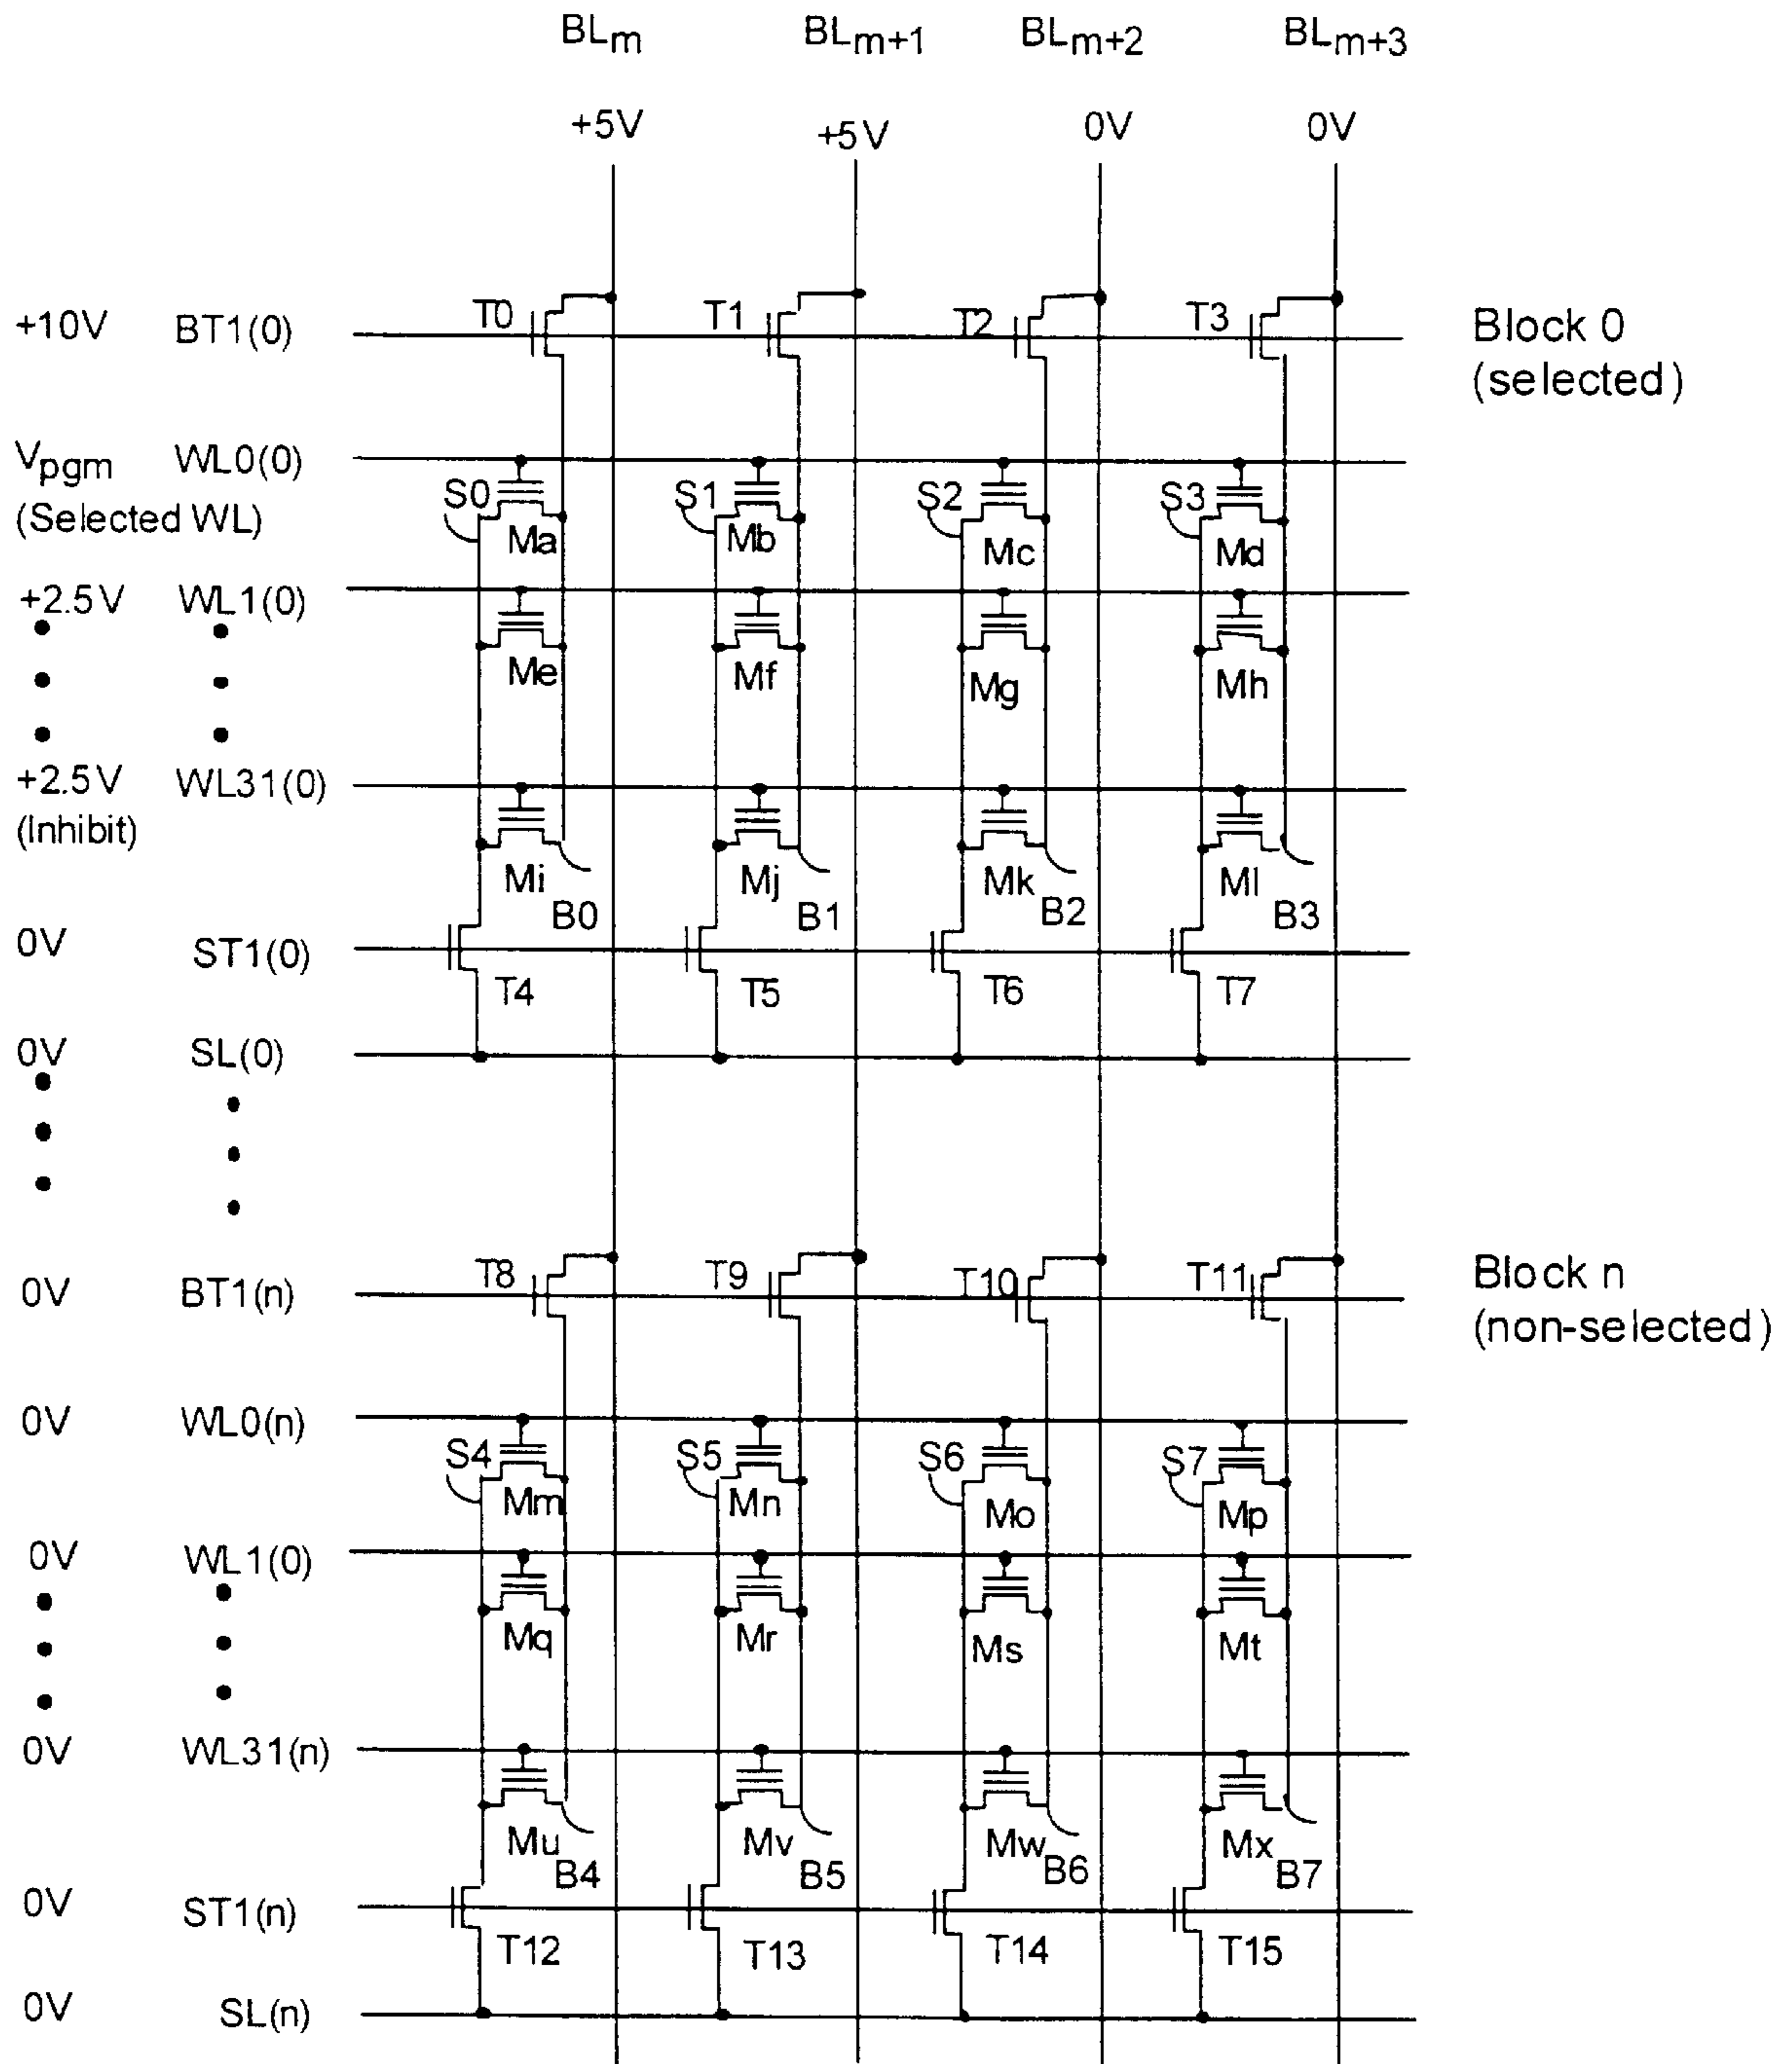 BLm BLm+1 BLm+2 BLm+3
+5V +5V 0V 0V
+10V BT1(0) T0 T1 T2 T3 Block 0
(selected)
Vpgm WL0(0)
(Selected WL) S0 S1 S2 S3
Ma Mb Mc Md
+2.5V WL1(0)
Me Mf Mg Mh
+2.5V WL31(0)
(Inhibit)
Mi Mj Mk Ml
B0 B1 B2 B3
0V ST1(0)
T4 T5 T6 T7
0V SL(0)
T8 T9 T10 T11 Block n
0V BT1(n) (non-selected)
0V WL0(n)
S4 S5 S6 S7
Mm Mn Mo Mp
0V WL1(0)
Mq Mr Ms Mt
0V WL31(n)
Mu Mv Mw Mx
B4 B5 B6 B7
0V ST1(n)
T12 T13 T14 T15
0V SL(n)